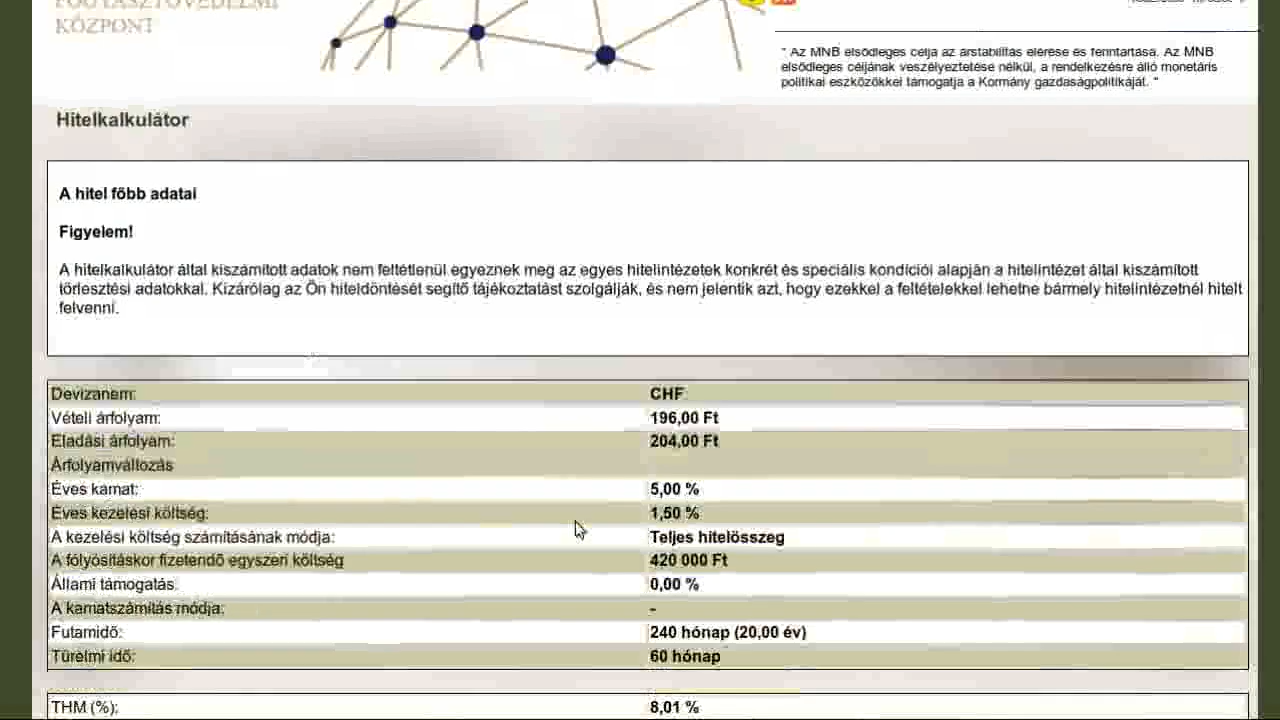 KÖZPONT
" Az MNB elsődleges célja az árstabilitás elérése és fenntartása. Az MNB
elsődleges céljának veszélyeztetése nélkül, a rendelkezésre álló monetáris
politikai eszközökkel támogatja a Kormány gazdaságpolitikáját. "
Hitelkalkulátor
A hitel főbb adatai
Figyelem!
A hitelkalkulátor által kiszámított adatok nem feltétlenül egyeznek meg az egyes hitelintézetek konkrét és speciális kondíciói alapján a hitelintézet által kiszámított
törlesztési adatokkal. Kizárólag az Ön hiteldöntését segítő tájékoztatást szolgálják, és nem jelentik azt, hogy ezekkel a feltételekkel lehetne bármely hitelintézetnél hitelt
felvenni.
Devizanem: CHF
Vételi árfolyam: 196,00 Ft
Eladási árfolyam: 204,00 Ft
Árfolyamváltozás
Éves kamat: 5,00 %
Éves kezelési költség: 1,50 %
A kezelési költség számításának módja: Teljes hitelösszeg
A folyósításkor fizetendő egyszeri költség 420 000 Ft
Állami támogatás: 0,00 %
A kamatszámítás módja: -
Futamidő: 240 hónap (20,00 év)
Türelmi idő: 60 hónap
THM (%): 8,01 %